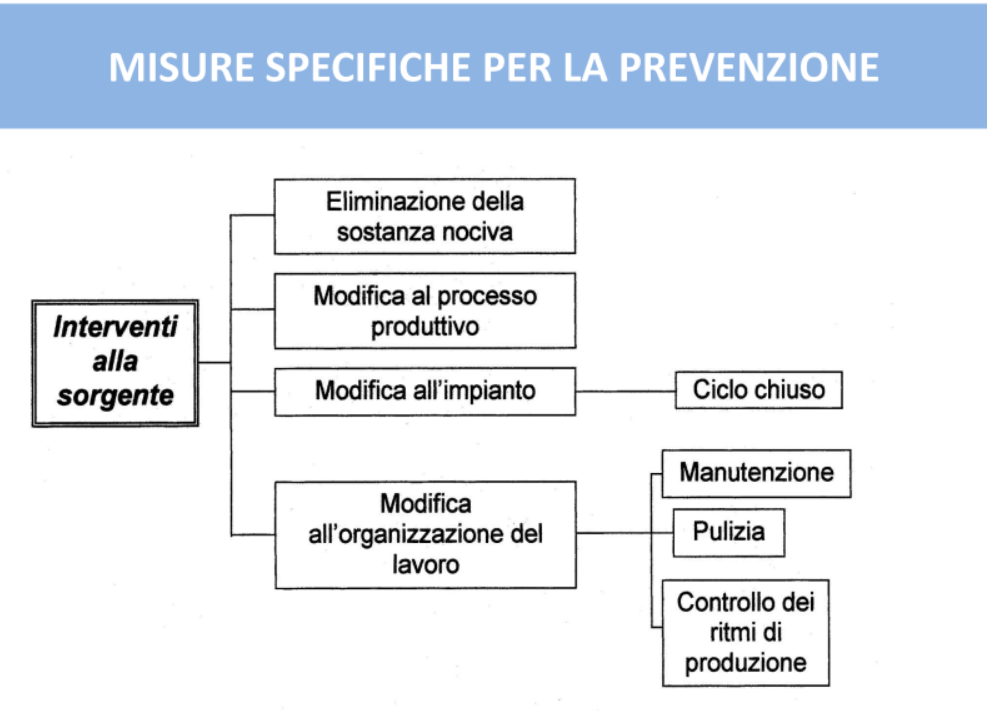 MISURE SPECIFICHE PER LA PREVENZIONE
Eliminazione della
sostanza nociva
Modifica al processo
produttivo
Interventi
alla
sorgente
Modifica all'impianto
Ciclo chiuso
Modifica
all'organizzazione del
lavoro
Manutenzione
Pulizia
Controllo dei
ritmi di
produzione